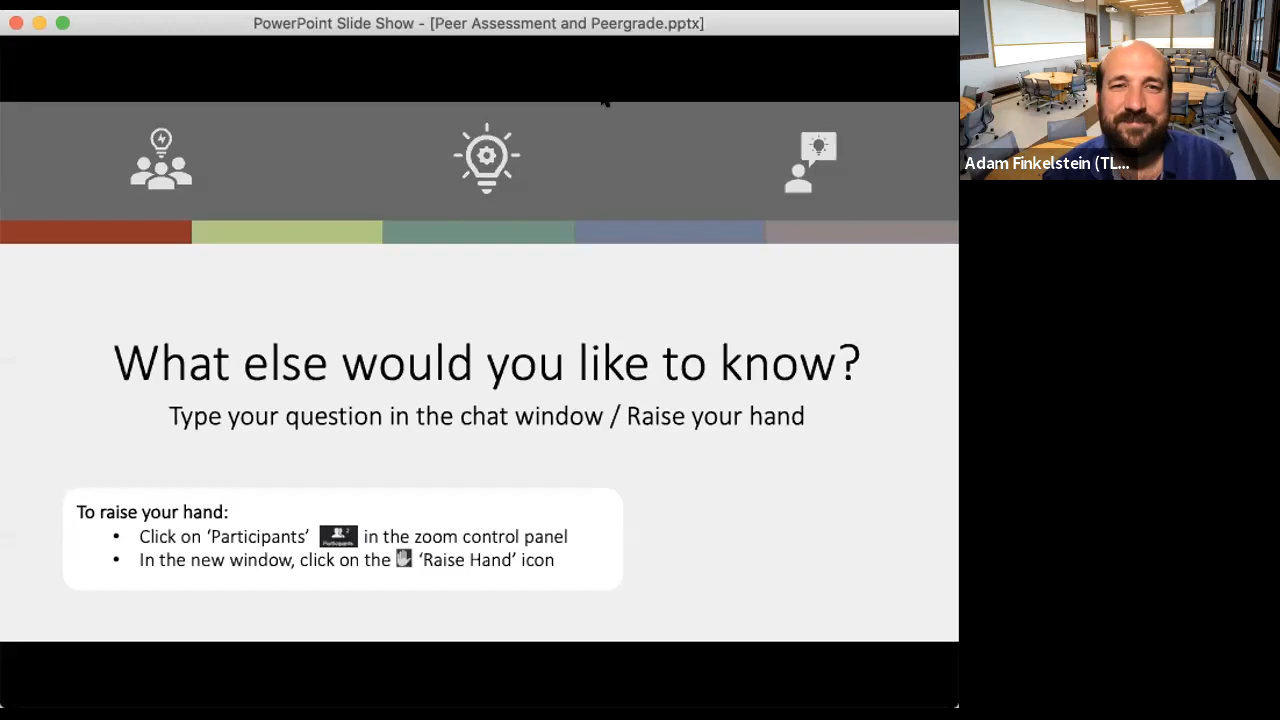 PowerPoint Slide Show - [Peer Assessment and Peergrade.pptx]
Adam Finkelstein (TL...
What else would you like to know?
Type your question in the chat window / Raise your hand
To raise your hand:
• Click on ‘Participants’ Participants 2 in the zoom control panel
• In the new window, click on the ‘Raise Hand’ icon